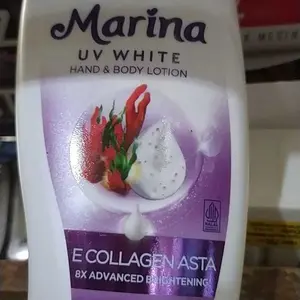 Marina
UV WHITE
HAND & BODY LOTION
E COLLAGEN ASTA
8X ADVANCED BRIGHTENING